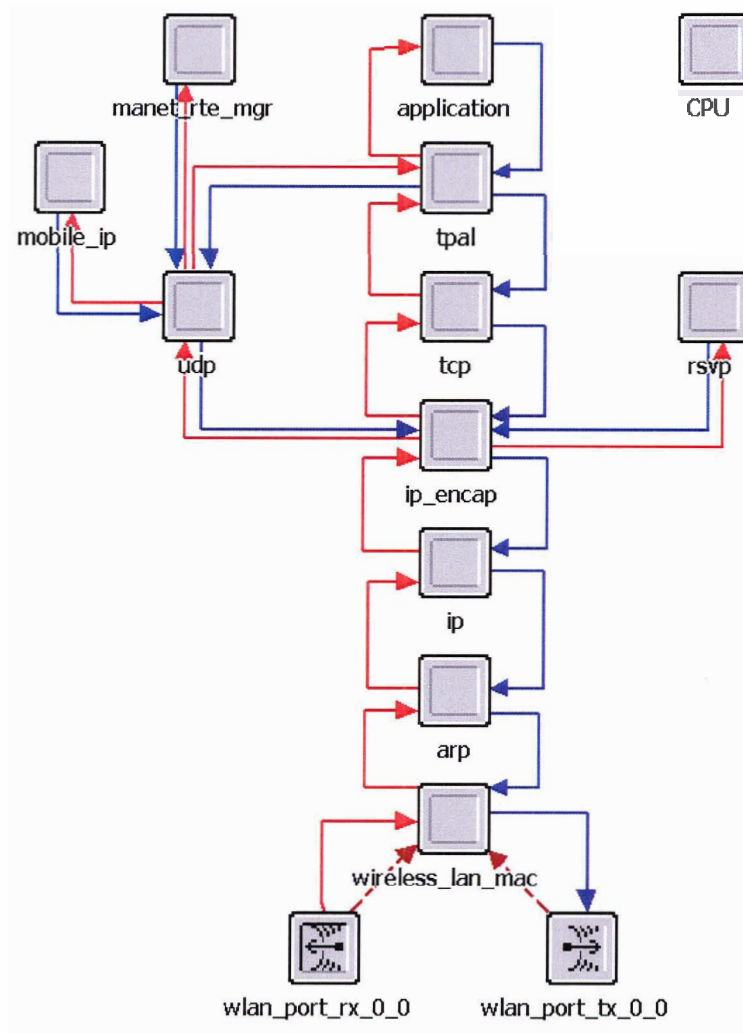 manet_rte_mgr
application
CPU
mobile_ip
tpal
udp
tcp
rsvp
ip_encap
ip
arp
wireless_lan_mac
wlan_port_rx_0_0
wlan_port_tx_0_0